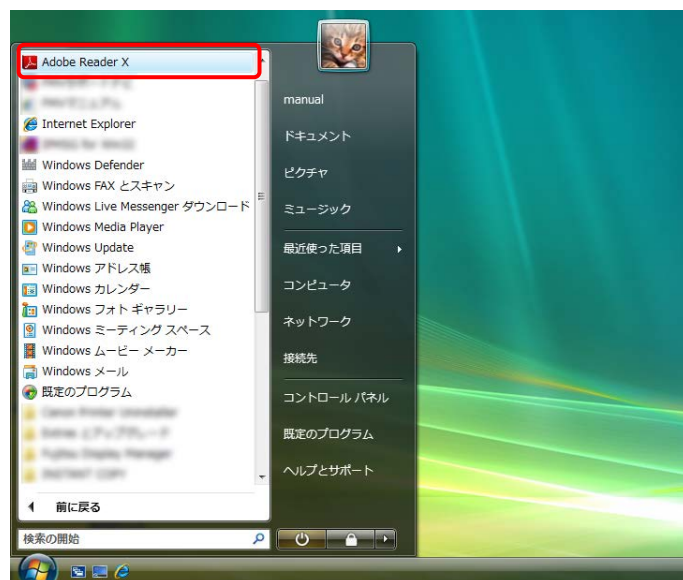 Adobe Reader X
Internet Explorer
Windows Defender
Windows FAX とスキャン
Windows Live Messenger ダウンロード
Windows Media Player
Windows Update
Windows アドレス帳
Windows カレンダー
Windows フォト ギャラリー
Windows ミーティング スペース
Windows ムービー メーカー
Windows メール
既定のプログラム
前に戻る
検索の開始
manual
ドキュメント
ピクチャ
ミュージック
最近使った項目
コンピュータ
ネットワーク
接続先
コントロール パネル
既定のプログラム
ヘルプとサポート